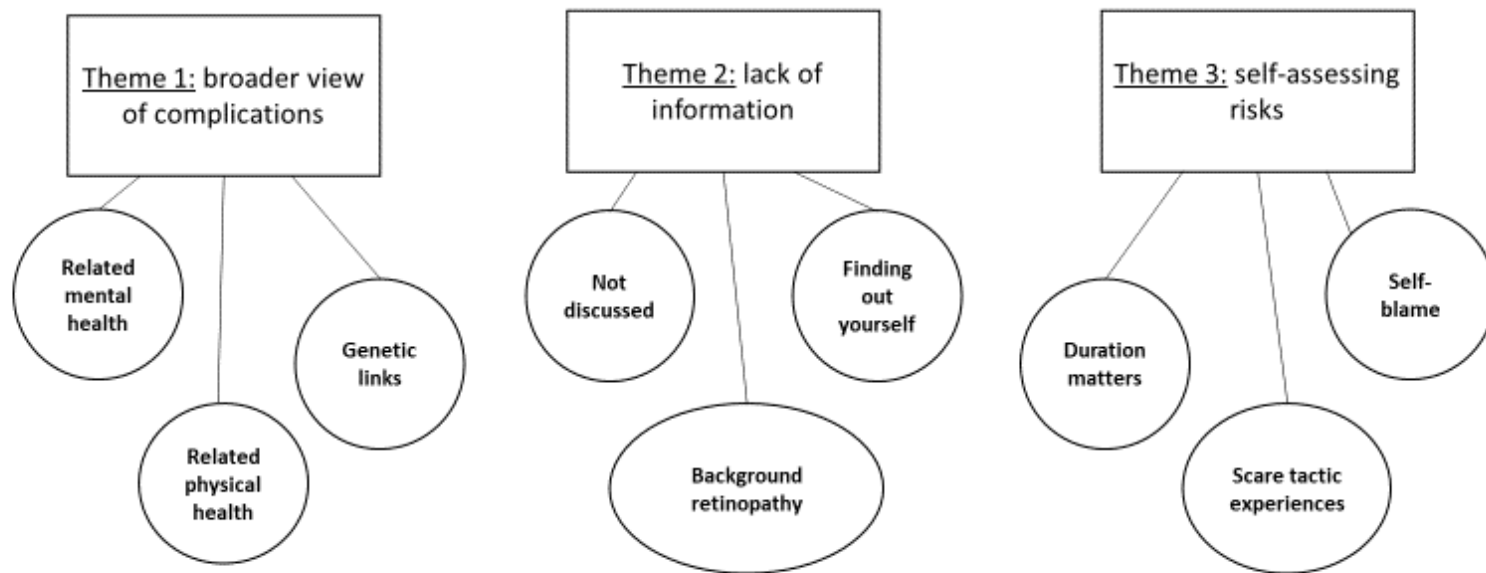 Theme 1: broader view
of complications
Related
mental
health
Related
physical
health
Genetic
links
Theme 2: lack of
information
Not
discussed
Background
retinopathy
Finding
out
yourself
Theme 3: self-assessing
risks
Duration
matters
Scare tactic
experiences
Self-
blame